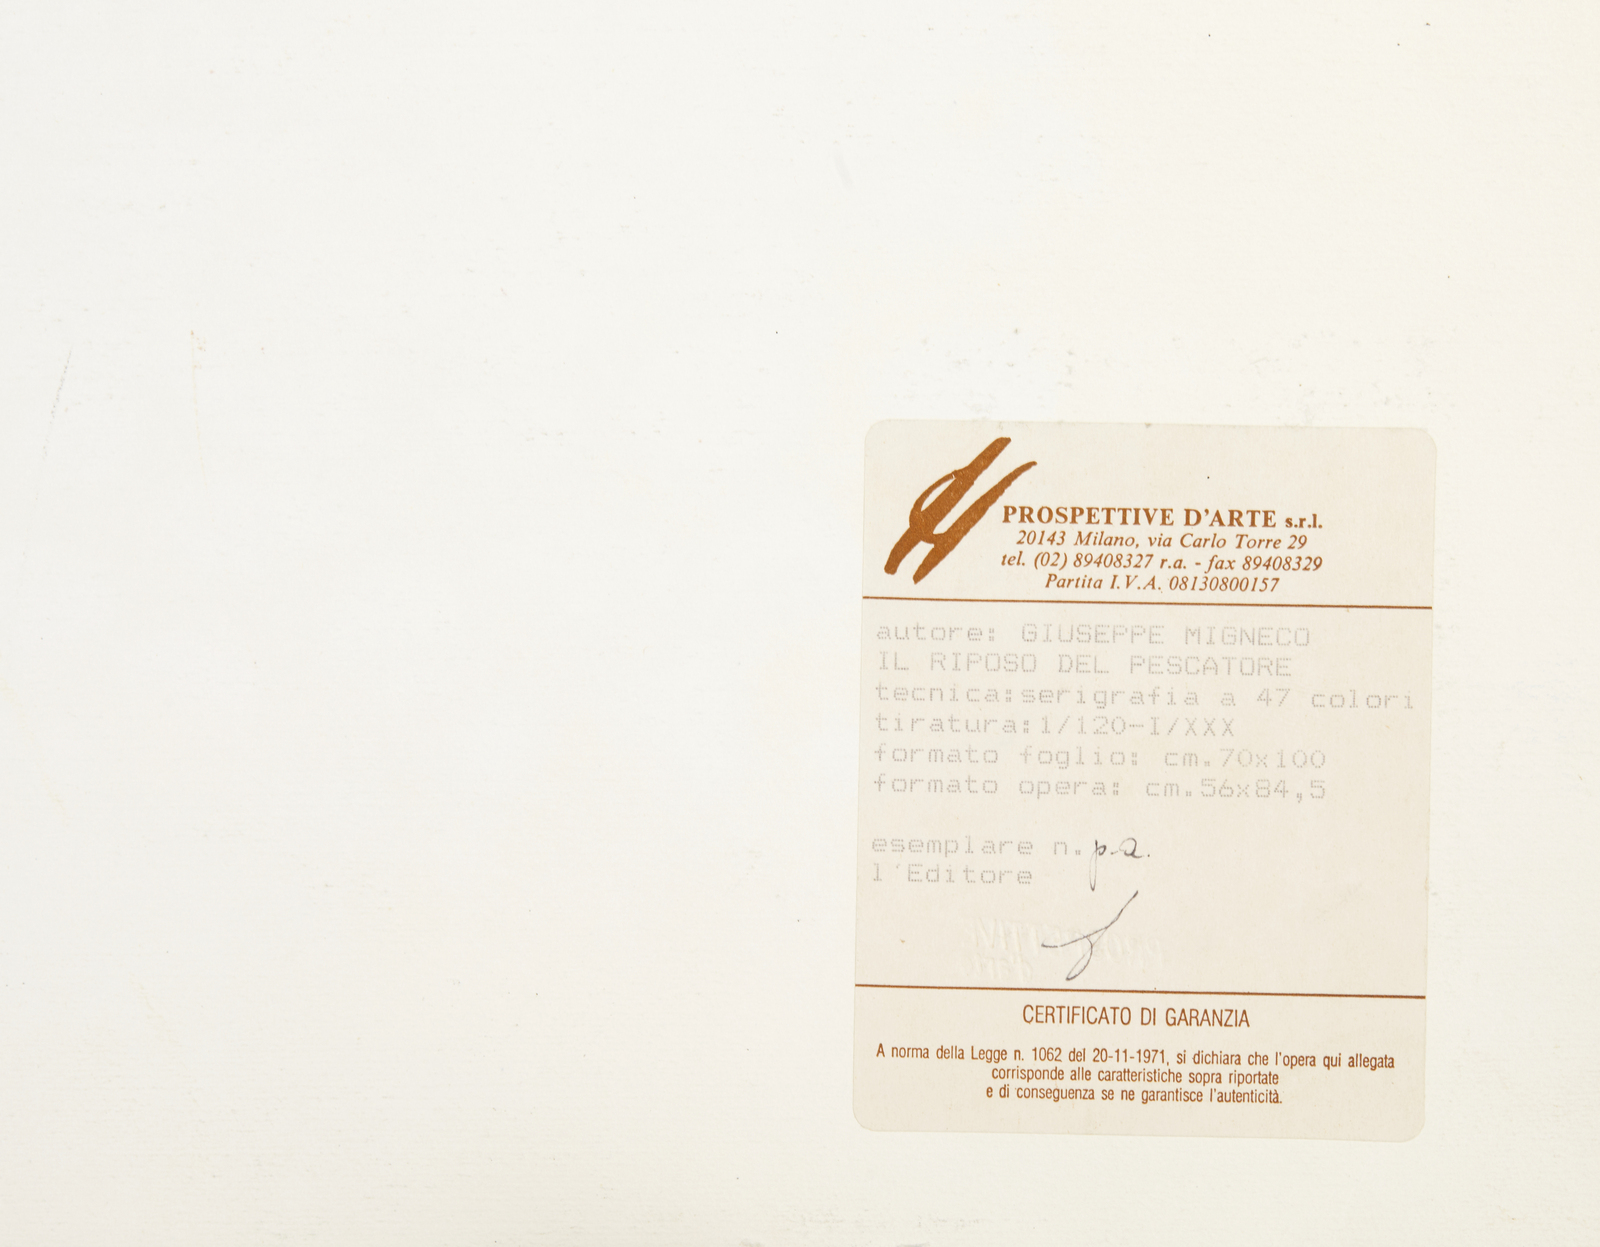 PROSPETTIVE D'ARTE s.r.l.
20143 Milano, via Carlo Torre 29
tel. (02) 89408327 r.a. - fax 89408329
Partita I.V.A. 08130800157
autore: GIUSEPPE MIGNECO
IL RIPOSO DEL PESCATORE
tecnica:serigrafia a 47 colori
tiratura:1/120-I/XXX
formato foglio: cm.70x100
formato opera: cm.56x84,5
esemplare n. p.a.
l'Editore
CERTIFICATO DI GARANZIA
A norma della Legge n. 1062 del 20-11-1971, si dichiara che l'opera qui allegata
corrisponde alle caratteristiche sopra riportate
e di conseguenza se ne garantisce l'autenticità.